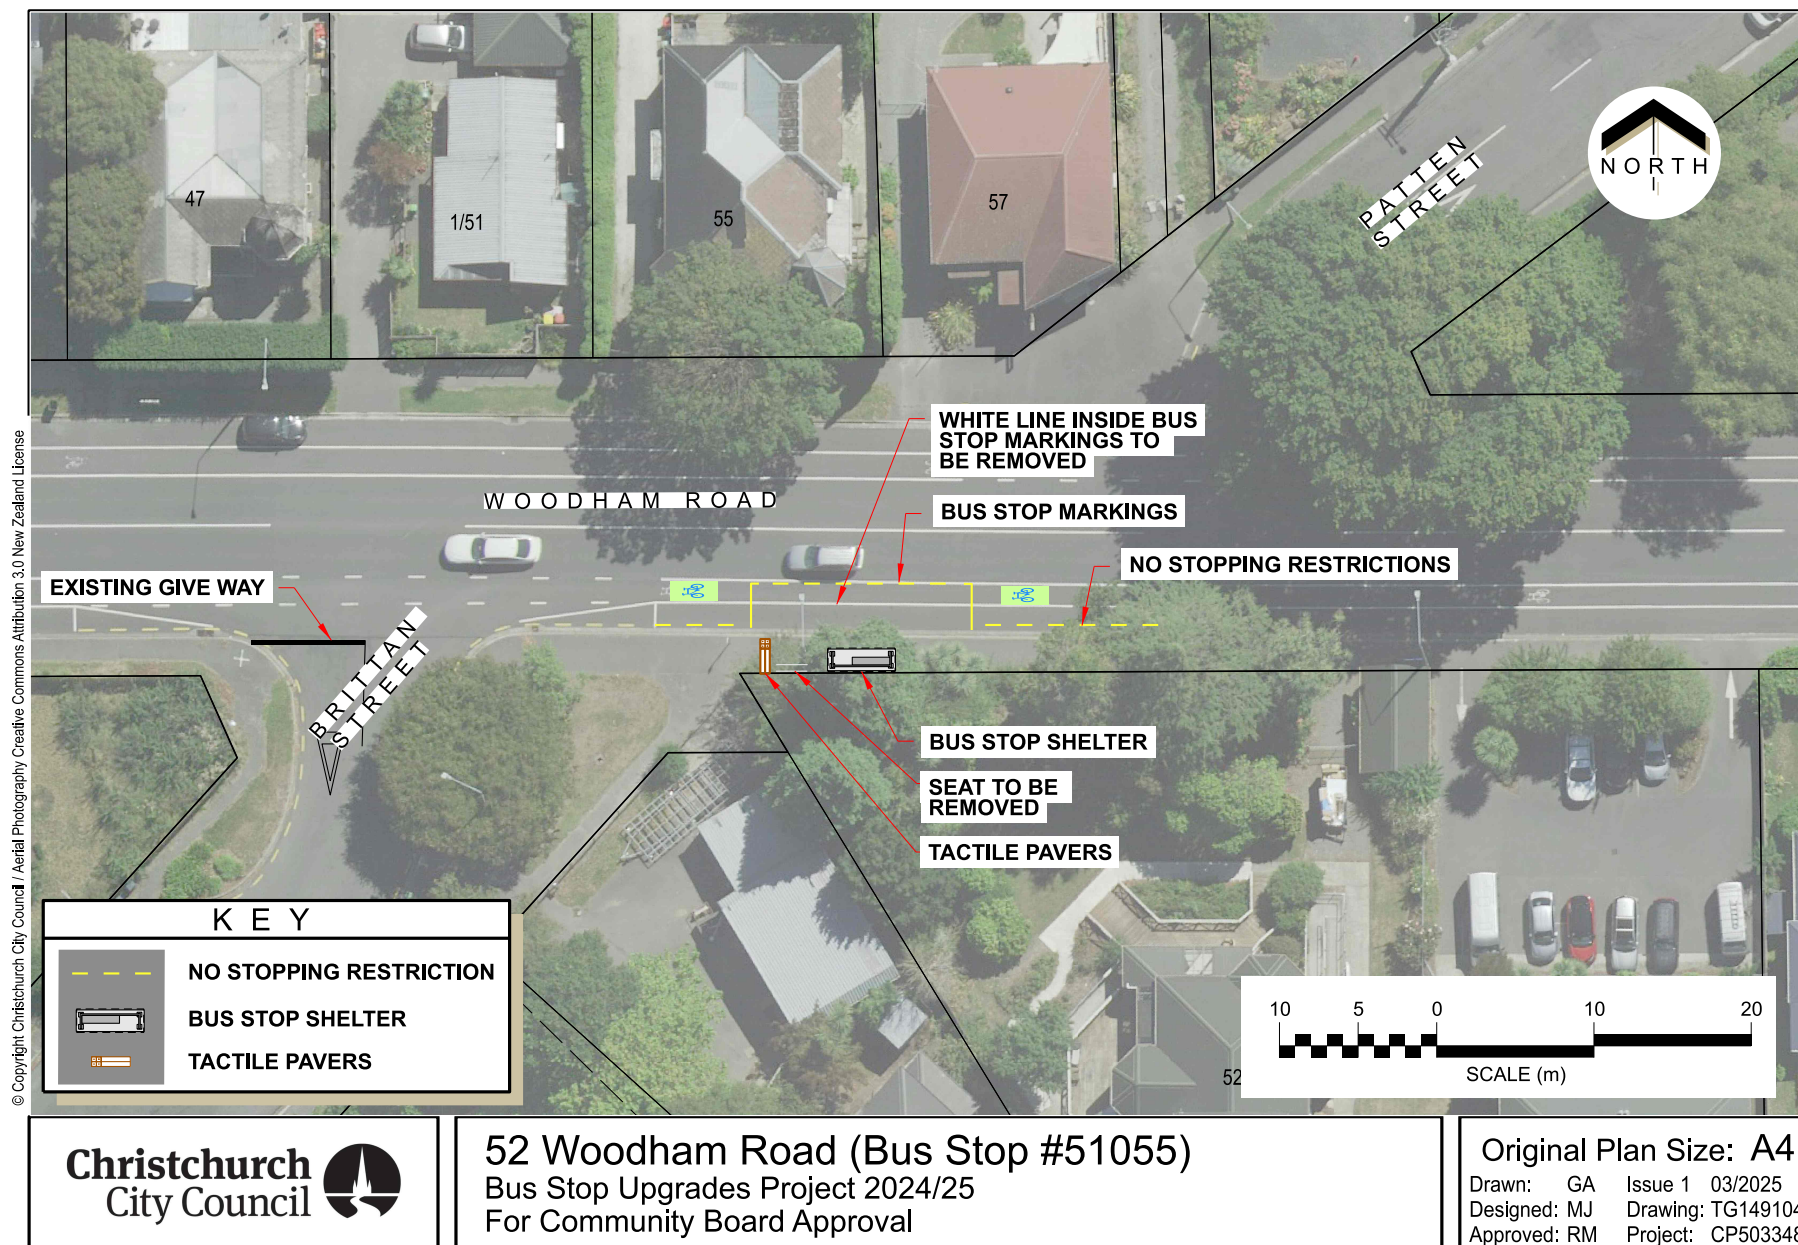 47
1/51
55
57
PATTEN
STREET
NORTH
WHITE LINE INSIDE BUS
STOP MARKINGS TO
BE REMOVED
WOODHAM ROAD
BUS STOP MARKINGS
NO STOPPING RESTRICTIONS
EXISTING GIVE WAY
BRITTAN
STREET
BUS STOP SHELTER
SEAT TO BE
REMOVED
TACTILE PAVERS
KEY
NO STOPPING RESTRICTION
BUS STOP SHELTER
TACTILE PAVERS
52
10 5 0 10 20
SCALE (m)
© Copyright Christchurch City Council / Aerial Photography Creative Commons Attribution 3.0 New Zealand License
Christchurch
City Council
52 Woodham Road (Bus Stop #51055)
Bus Stop Upgrades Project 2024/25
For Community Board Approval
Original Plan Size: A4
Drawn: GA Issue 1 03/2025
Designed: MJ Drawing: TG149104
Approved: RM Project: CP503348